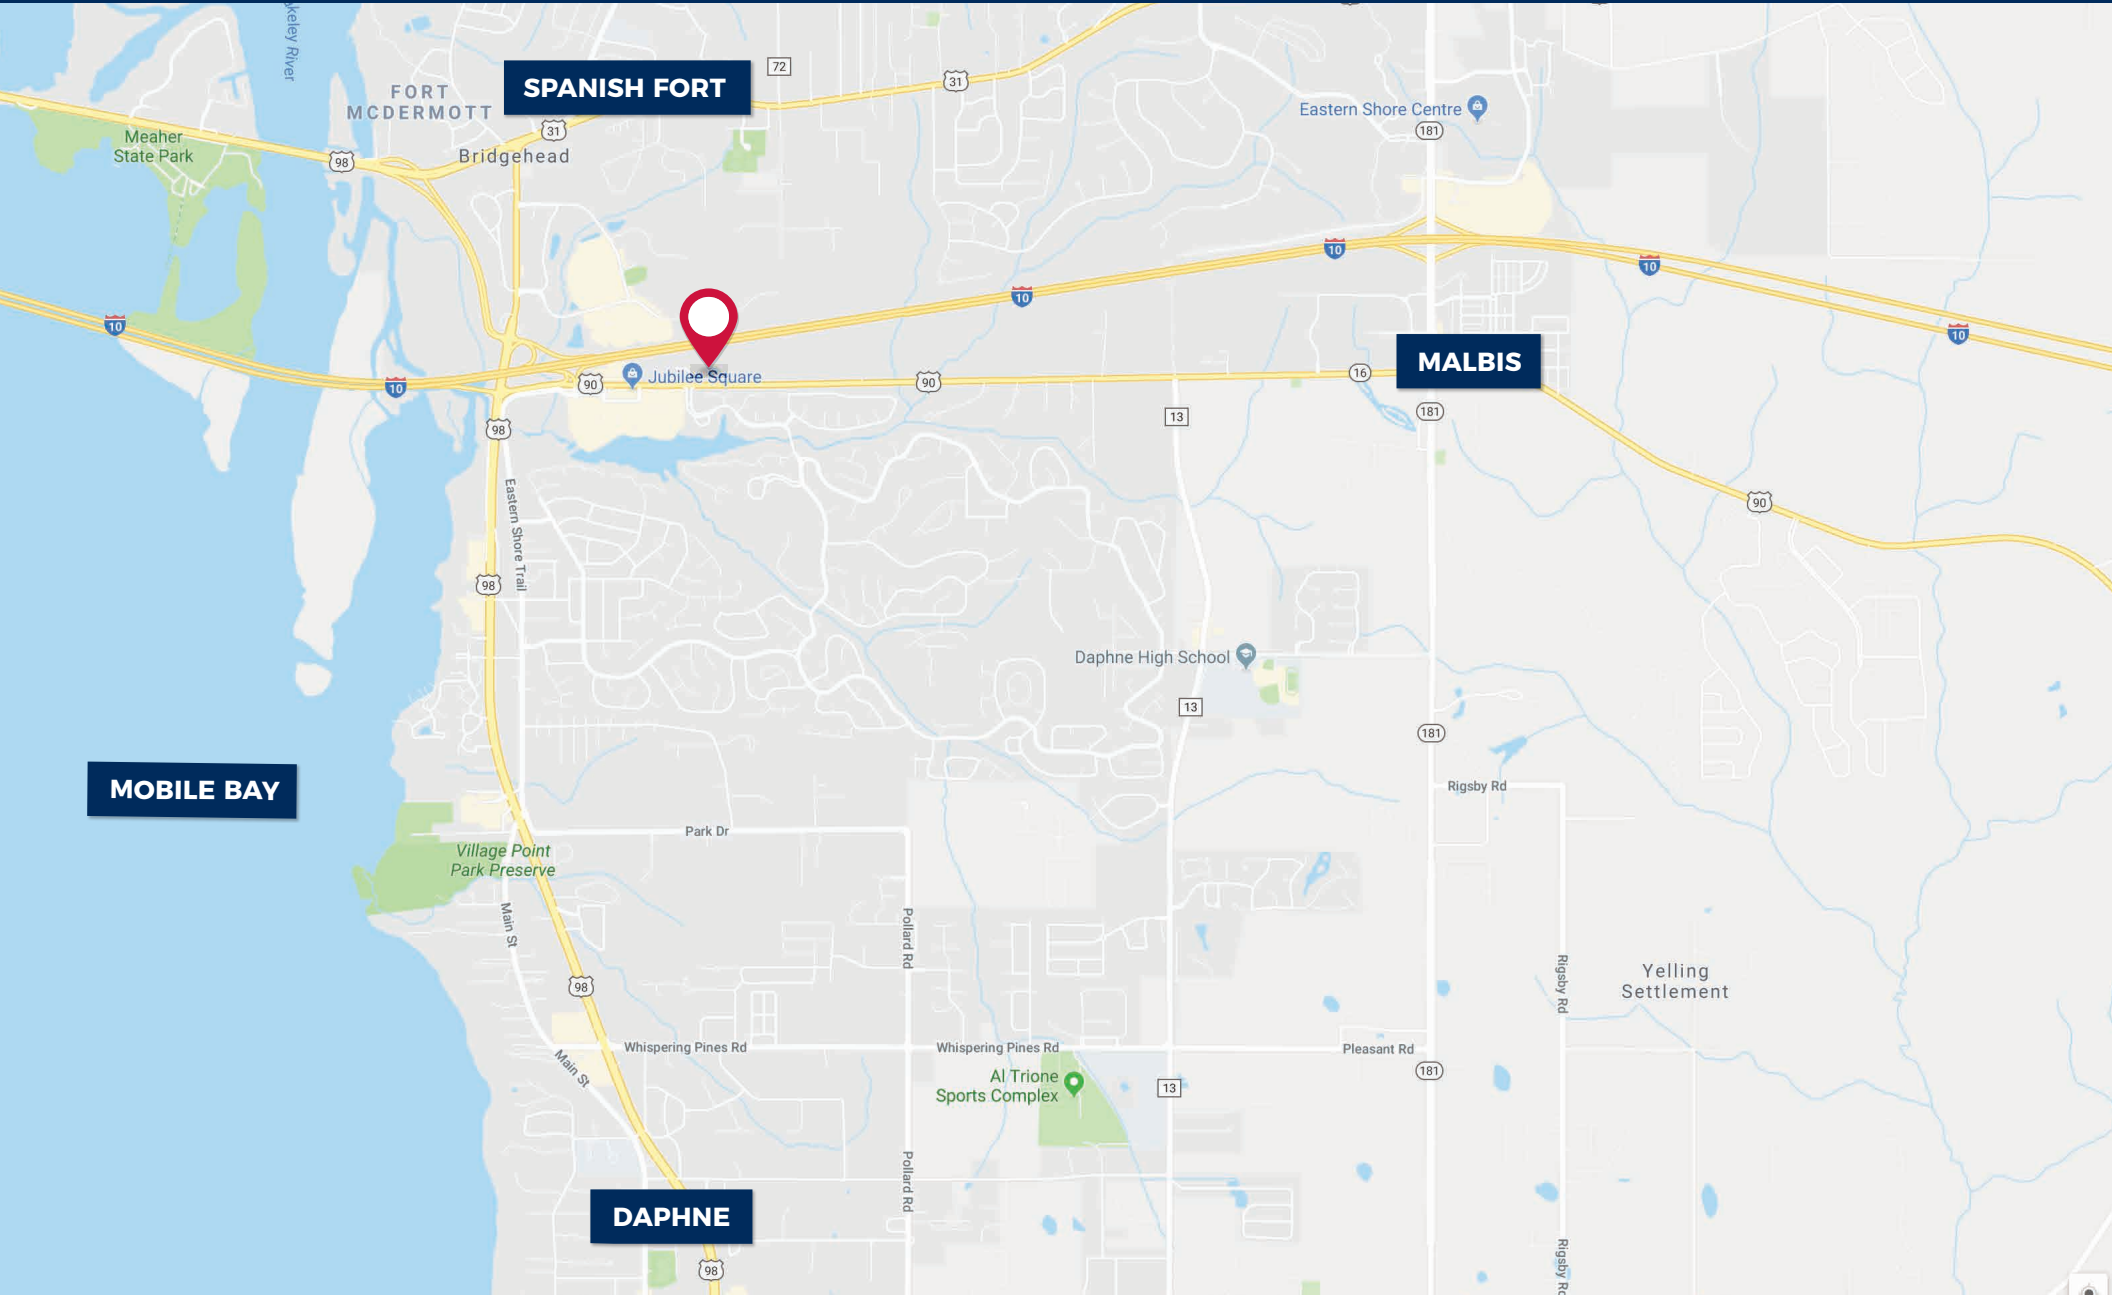 keley River
72
SPANISH FORT
31
FORT
MCDERMOTT
Eastern Shore Centre
181
31
Meaher
State Park
98
Bridgehead
10
10
10
10
10
10
MALBIS
16
Jubilee Square
90
90
181
13
98
90
Eastern Shore Trail
98
Daphne High School
13
181
MOBILE BAY
Rigsby Rd
Park Dr
Village Point
Park Preserve
Main St
Pollard Rd
Rigsby Rd
Yelling
Settlement
98
Whispering Pines Rd
Whispering Pines Rd
Pleasant Rd
Main St
Al Trione
Sports Complex
181
13
Pollard Rd
DAPHNE
Rigsby Rd
98